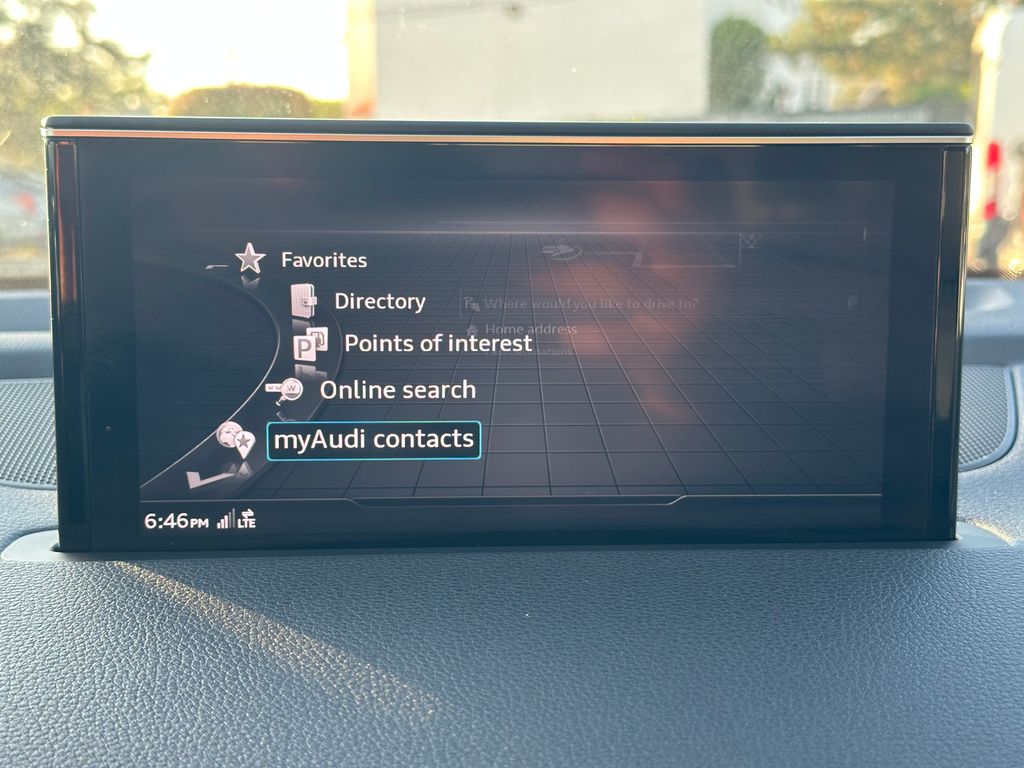 Favorites
Directory
Where would you like to drive to?
Home address
Points of interest
Online search
myAudi contacts
6:46PM LTE